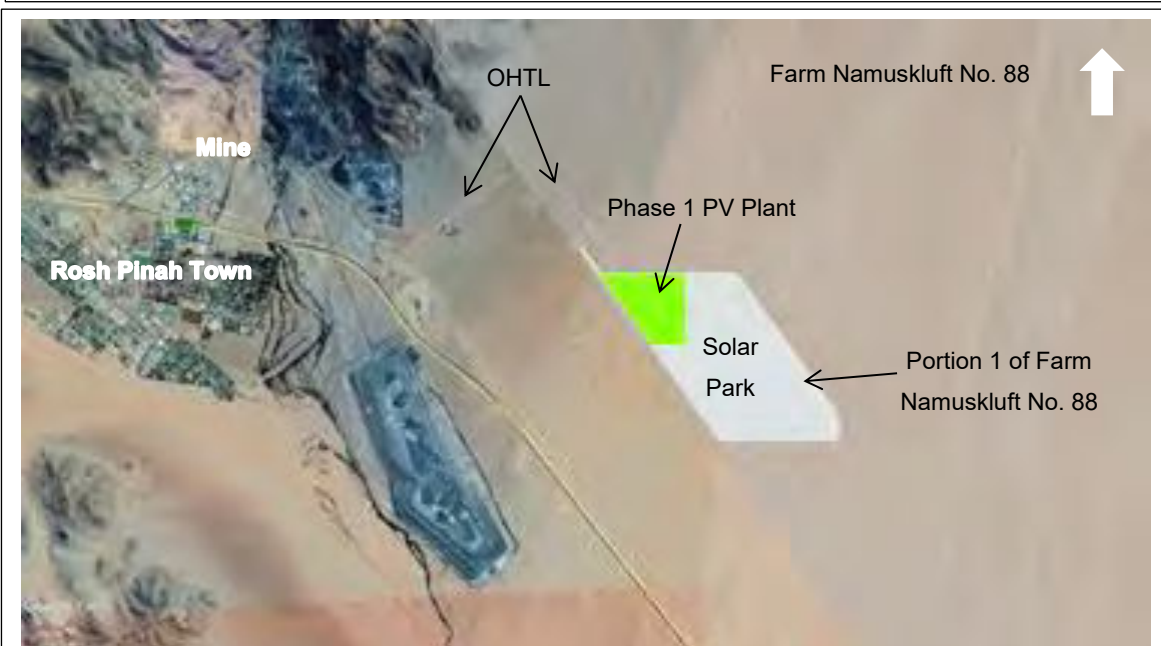 OHTL
Farm Namuskluft No. 88
Mine
Phase 1 PV Plant
Rosh Pinah Town
Solar
Park
Portion 1 of Farm
Namuskluft No. 88